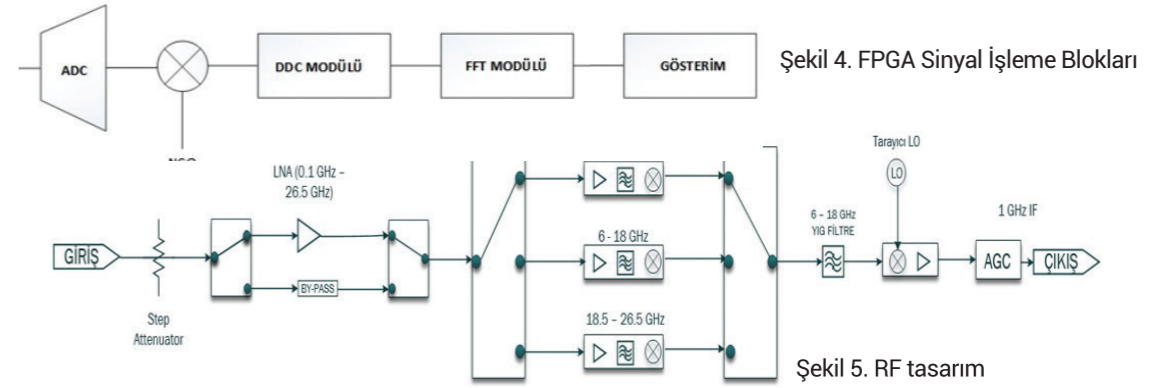 ADC
DDC MODÜLÜ
FFT MODÜLÜ
GÖSTERİM
Şekil 4. FPGA Sinyal İşleme Blokları
GİRİŞ
Step
Attenuator
LNA (0.1 GHz –
26.5 GHz)
BY-PASS
6 - 18 GHz
18.5 – 26.5 GHz
6 – 18 GHz
YIG FİLTRE
Tarayıcı LO
LO
1 GHz IF
AGC
ÇIKIŞ
Şekil 5. RF tasarım